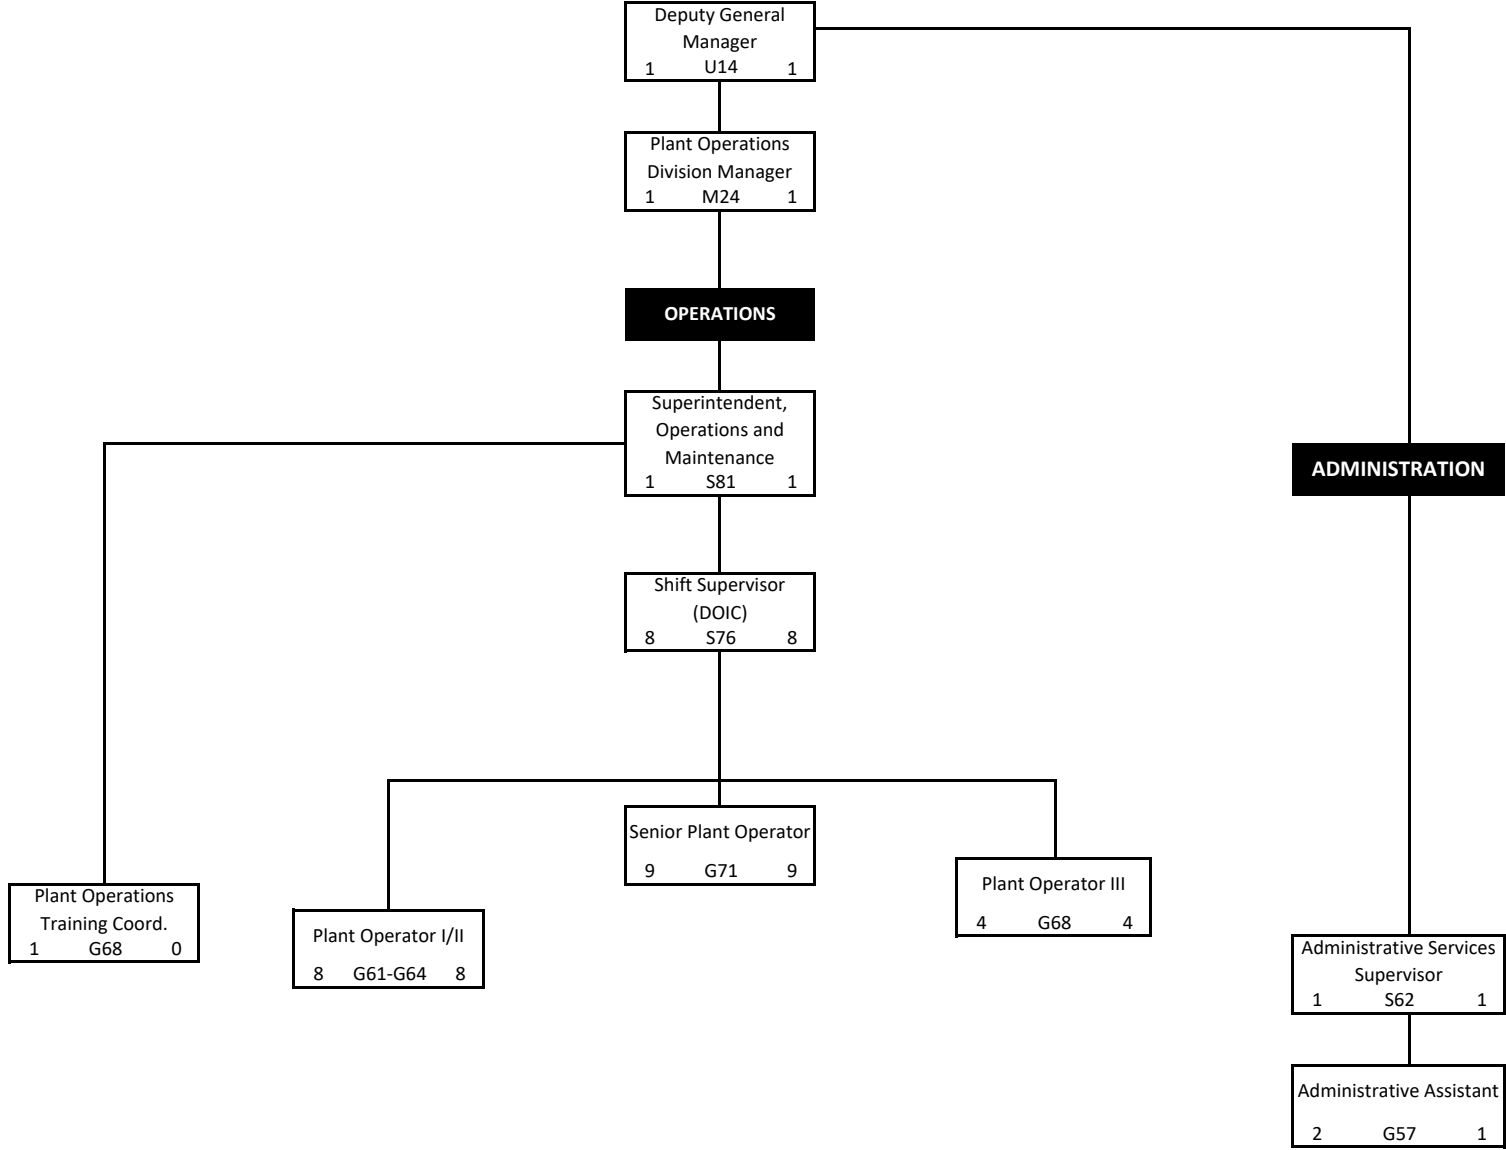 Deputy General
Manager
1 U14 1
Plant Operations
Division Manager
1 M24 1
OPERATIONS
Superintendent,
Operations and
Maintenance
1 S81 1
ADMINISTRATION
Shift Supervisor
(DOIC)
8 S76 8
Senior Plant Operator
9 G71 9
Plant Operator III
4 G68 4
Plant Operations
Training Coord.
1 G68 0
Plant Operator I/II
8 G61-G64 8
Administrative Services
Supervisor
1 S62 1
Administrative Assistant
2 G57 1